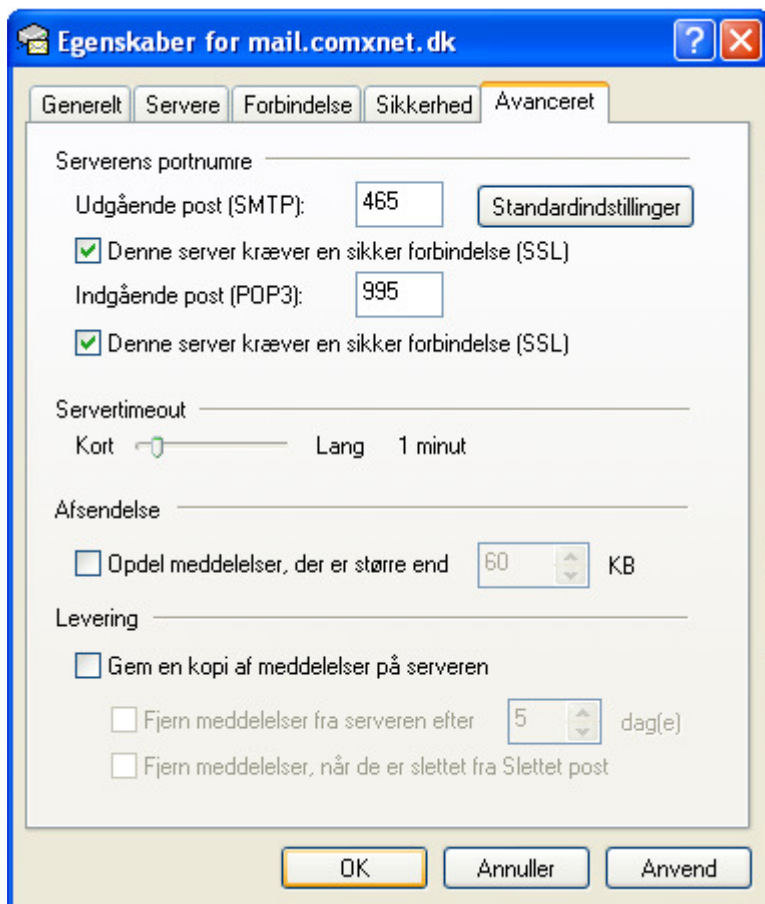 Egenskaber for mail.comxnet.dk
Generelt Servere Forbindelse Sikkerhed Avanceret
Serverens portnumre
Udgående post (SMTP): 465 Standardindstillinger
Denne server kræver en sikker forbindelse (SSL)
Indgående post (POP3): 995
Denne server kræver en sikker forbindelse (SSL)
Servertimeout
Kort Lang 1 minut
Afsendelse
Opdel meddelelser, der er større end 60 KB
Levering
Gem en kopi af meddelelser på serveren
Fjern meddelelser fra serveren efter 5 dag(e)
Fjern meddelelser, når de er slettet fra Slettet post
OK Annuller Anvend